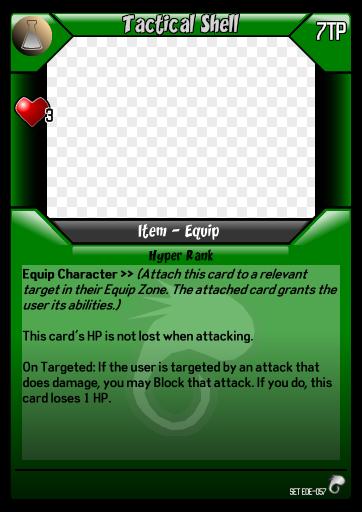 Tactical Shell
7TP
3
Item - Equip
Hyper Rank
Equip Character >> (Attach this card to a relevant
target in their Equip Zone. The attached card grants the
user its abilities.)
This card's HP is not lost when attacking.
On Targeted: If the user is targeted by an attack that
does damage, you may Block that attack. If you do, this
card loses 1 HP.
SET EOE-057